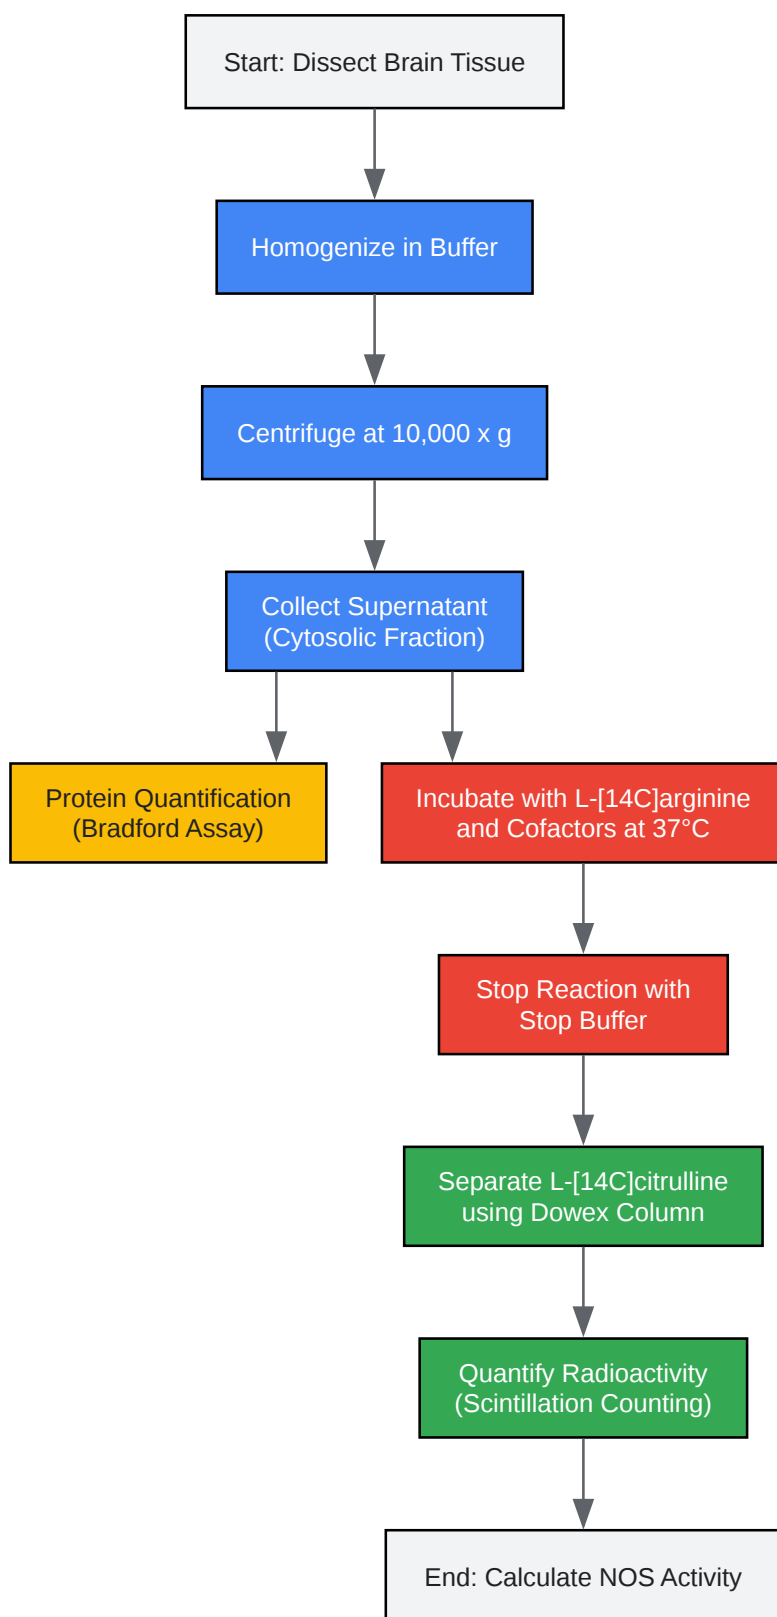 Start: Dissect Brain Tissue
Homogenize in Buffer
Centrifuge at 10,000 x g
Collect Supernatant
(Cytosolic Fraction)
Protein Quantification
(Bradford Assay)
Incubate with L-[14C]arginine
and Cofactors at 37°C
Stop Reaction with
Stop Buffer
Separate L-[14C]citrulline
using Dowex Column
Quantify Radioactivity
(Scintillation Counting)
End: Calculate NOS Activity